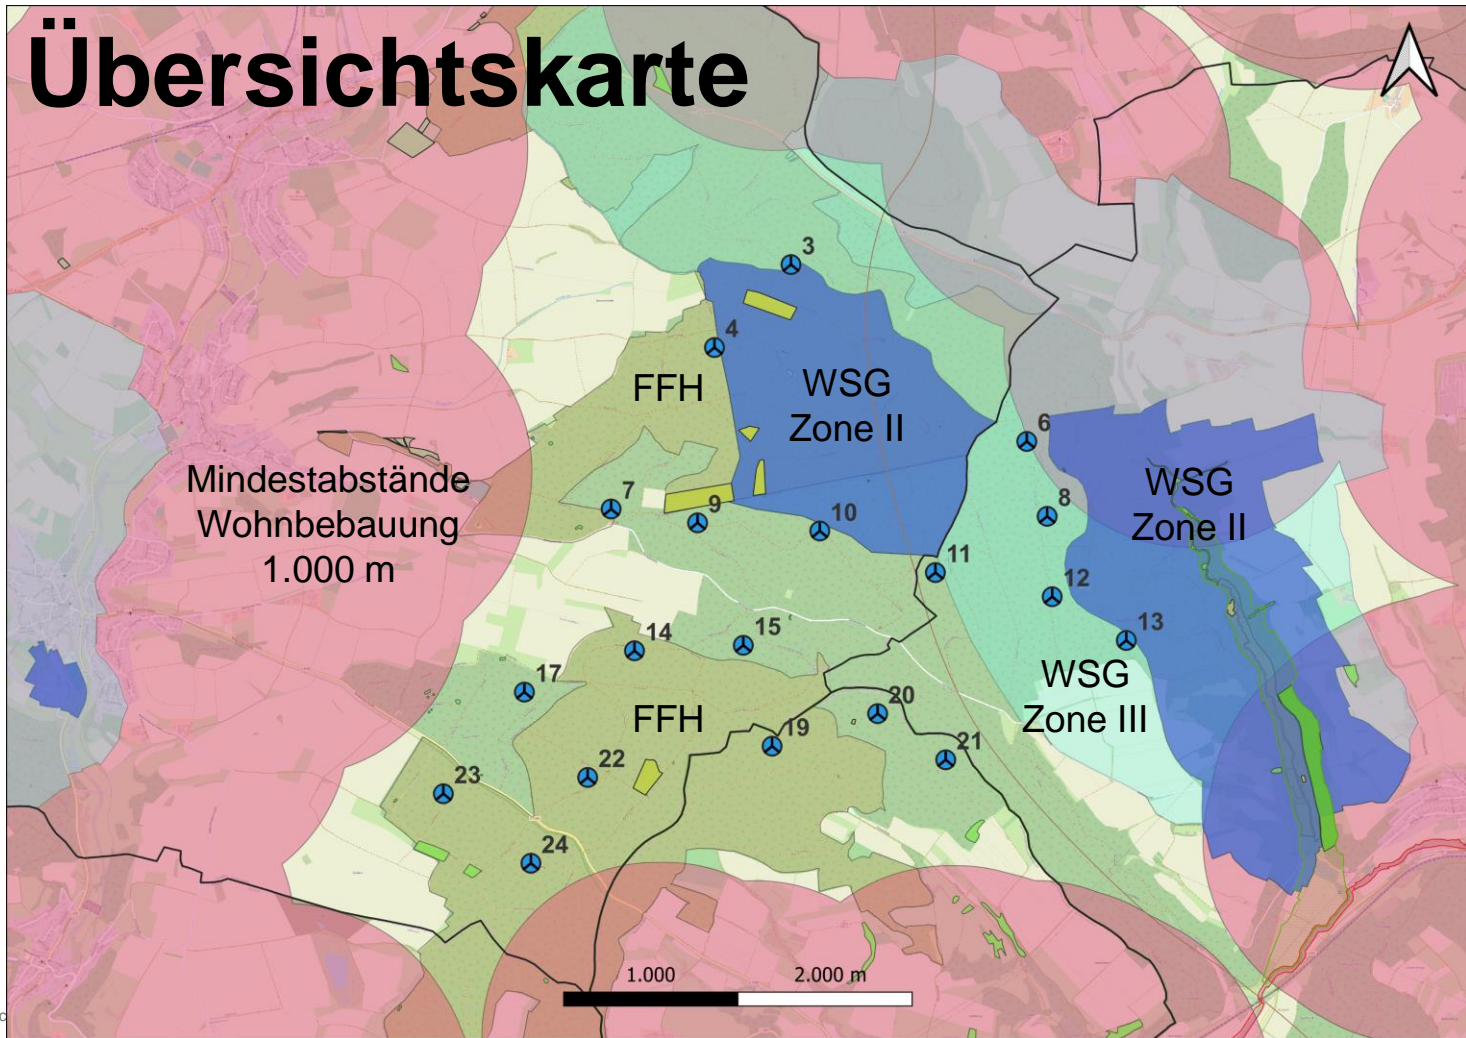 Übersichtskarte
3
4
FFH
WSG
Zone II
6
Mindestabstände
Wohnbebauung
1.000 m
7
9
10
8
WSG
Zone II
11
12
13
14
15
17
WSG
Zone III
FFH
19
20
21
22
23
24
1.000
2.000 m
c